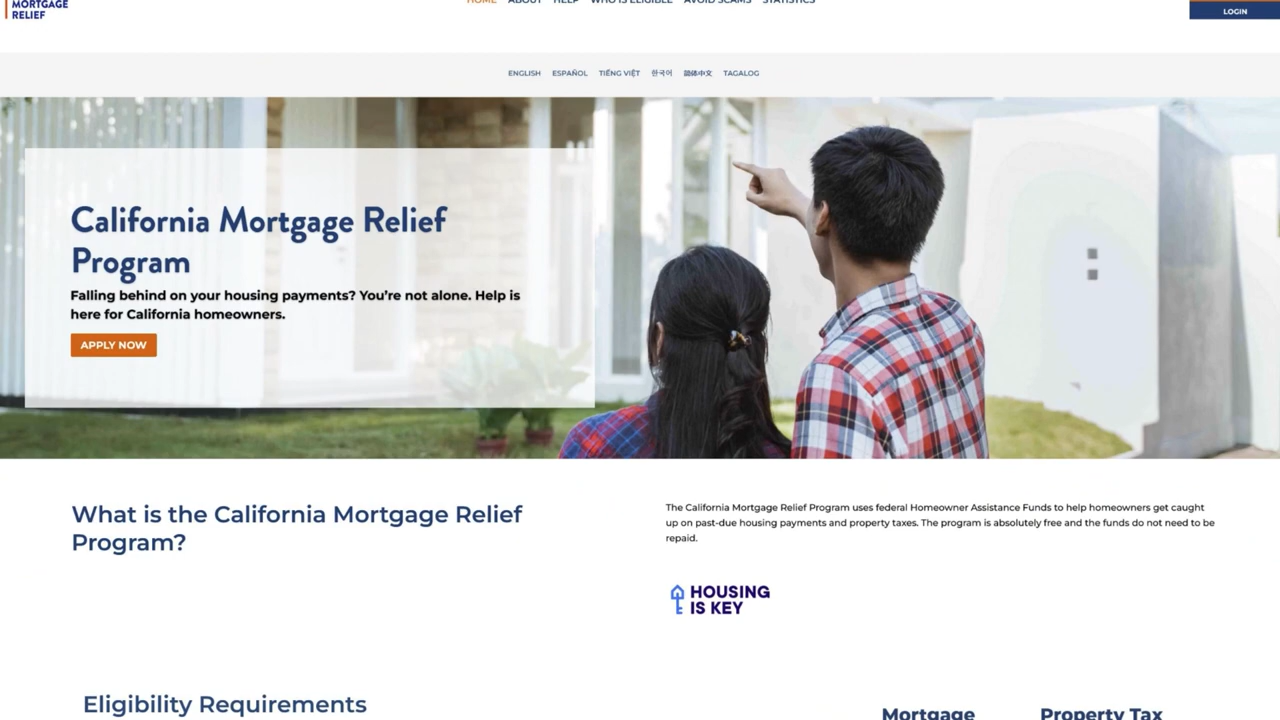 MORTGAGE
RELIEF
HOME ABOUT HELP WHO IS ELIGIBLE AVOID SCAMS STATISTICS
LOGIN
ENGLISH ESPAÑOL TIẾNG VIỆT 한국어 简体中文 TAGALOG
California Mortgage Relief
Program
Falling behind on your housing payments? You're not alone. Help is
here for California homeowners.
APPLY NOW
What is the California Mortgage Relief
Program?
The California Mortgage Relief Program uses federal Homeowner Assistance Funds to help homeowners get caught
up on past-due housing payments and property taxes. The program is absolutely free and the funds do not need to be
repaid.
HOUSING
IS KEY
Eligibility Requirements
Mortgage Property Tax